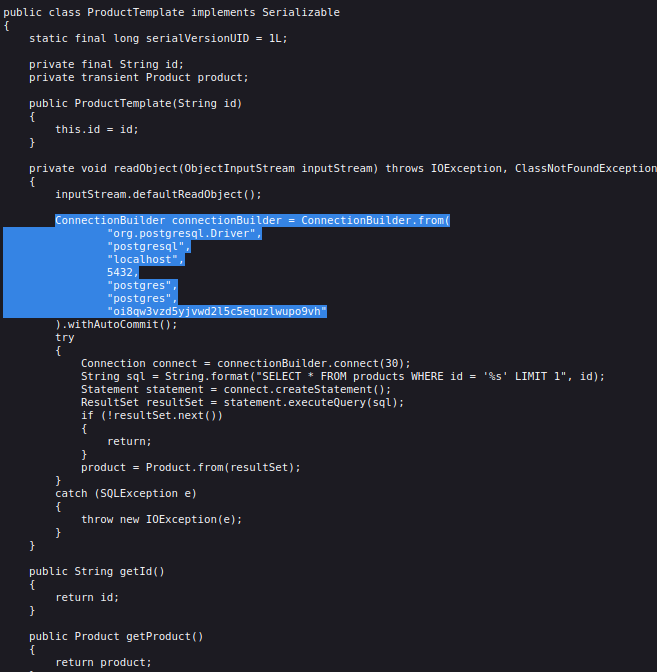 public class ProductTemplate implements Serializable
{
    static final long serialVersionUID = 1L;

    private final String id;
    private transient Product product;

    public ProductTemplate(String id)
    {
        this.id = id;
    }

    private void readObject(ObjectInputStream inputStream) throws IOException, ClassNotFoundException
    {
        inputStream.defaultReadObject();

        ConnectionBuilder connectionBuilder = ConnectionBuilder.from(
                "org.postgresql.Driver",
                "postgresql",
                "localhost",
                5432,
                "postgres",
                "postgres",
                "oi8qw3vzd5yjvwd2l5c5equzlwupo9vh"
        ).withAutoCommit();
        try
        {
            Connection connect = connectionBuilder.connect(30);
            String sql = String.format("SELECT * FROM products WHERE id = '%s' LIMIT 1", id);
            Statement statement = connect.createStatement();
            ResultSet resultSet = statement.executeQuery(sql);
            if (!resultSet.next())
            {
                return;
            }
            product = Product.from(resultSet);
        }
        catch (SQLException e)
        {
            throw new IOException(e);
        }
    }

    public String getId()
    {
        return id;
    }

    public Product getProduct()
    {
        return product;